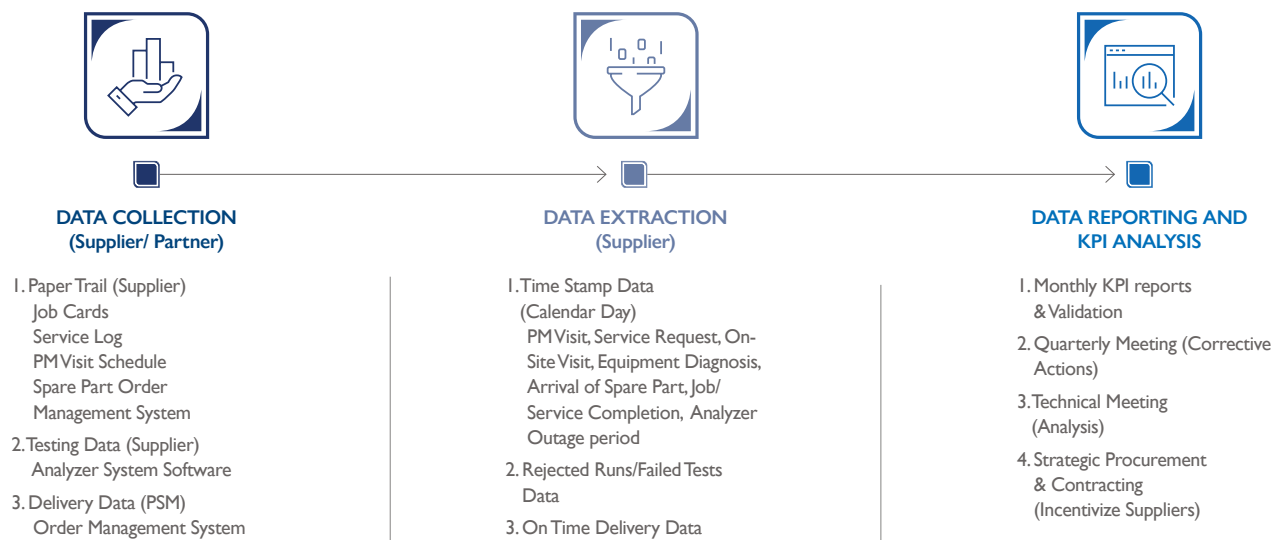 DATA COLLECTION
(Supplier/ Partner)
1. Paper Trail (Supplier)
Job Cards
Service Log
PM Visit Schedule
Spare Part Order
Management System
2. Testing Data (Supplier)
Analyzer System Software
3. Delivery Data (PSM)
Order Management System
DATA EXTRACTION
(Supplier)
1. Time Stamp Data
(Calendar Day)
PM Visit, Service Request, On-
Site Visit, Equipment Diagnosis,
Arrival of Spare Part, Job/
Service Completion, Analyzer
Outage period
2. Rejected Runs/Failed Tests
Data
3. On Time Delivery Data
DATA REPORTING AND
KPI ANALYSIS
1. Monthly KPI reports
& Validation
2. Quarterly Meeting (Corrective
Actions)
3. Technical Meeting
(Analysis)
4. Strategic Procurement
& Contracting
(Incentivize Suppliers)